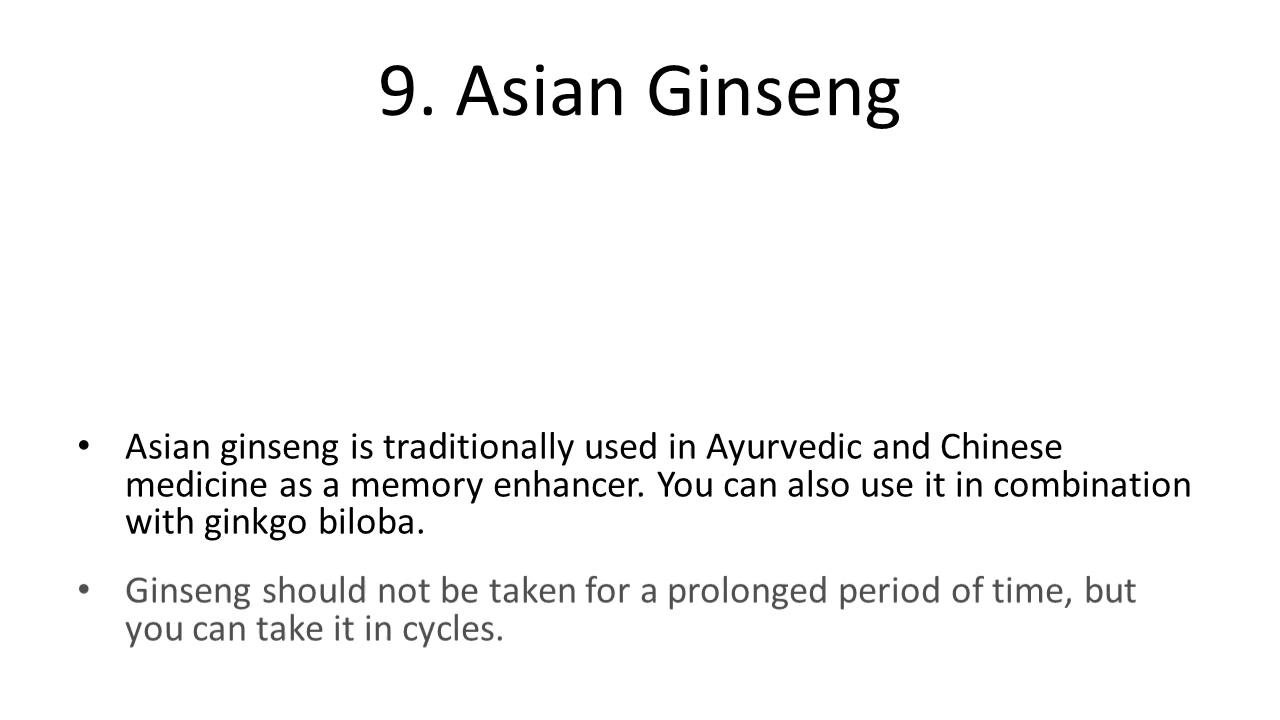 9. Asian Ginseng
• Asian ginseng is traditionally used in Ayurvedic and Chinese
medicine as a memory enhancer. You can also use it in combination
with ginkgo biloba.
• Ginseng should not be taken for a prolonged period of time, but
you can take it in cycles.